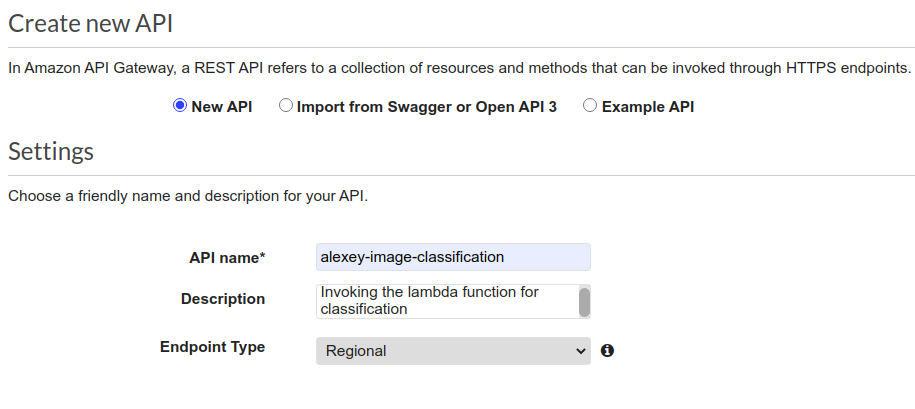 Create new API
In Amazon API Gateway, a REST API refers to a collection of resources and methods that can be invoked through HTTPS endpoints.
New API Import from Swagger or Open API 3 Example API
Settings
Choose a friendly name and description for your API.
API name* alexey-image-classification
Description Invoking the lambda function for
classification
Endpoint Type Regional